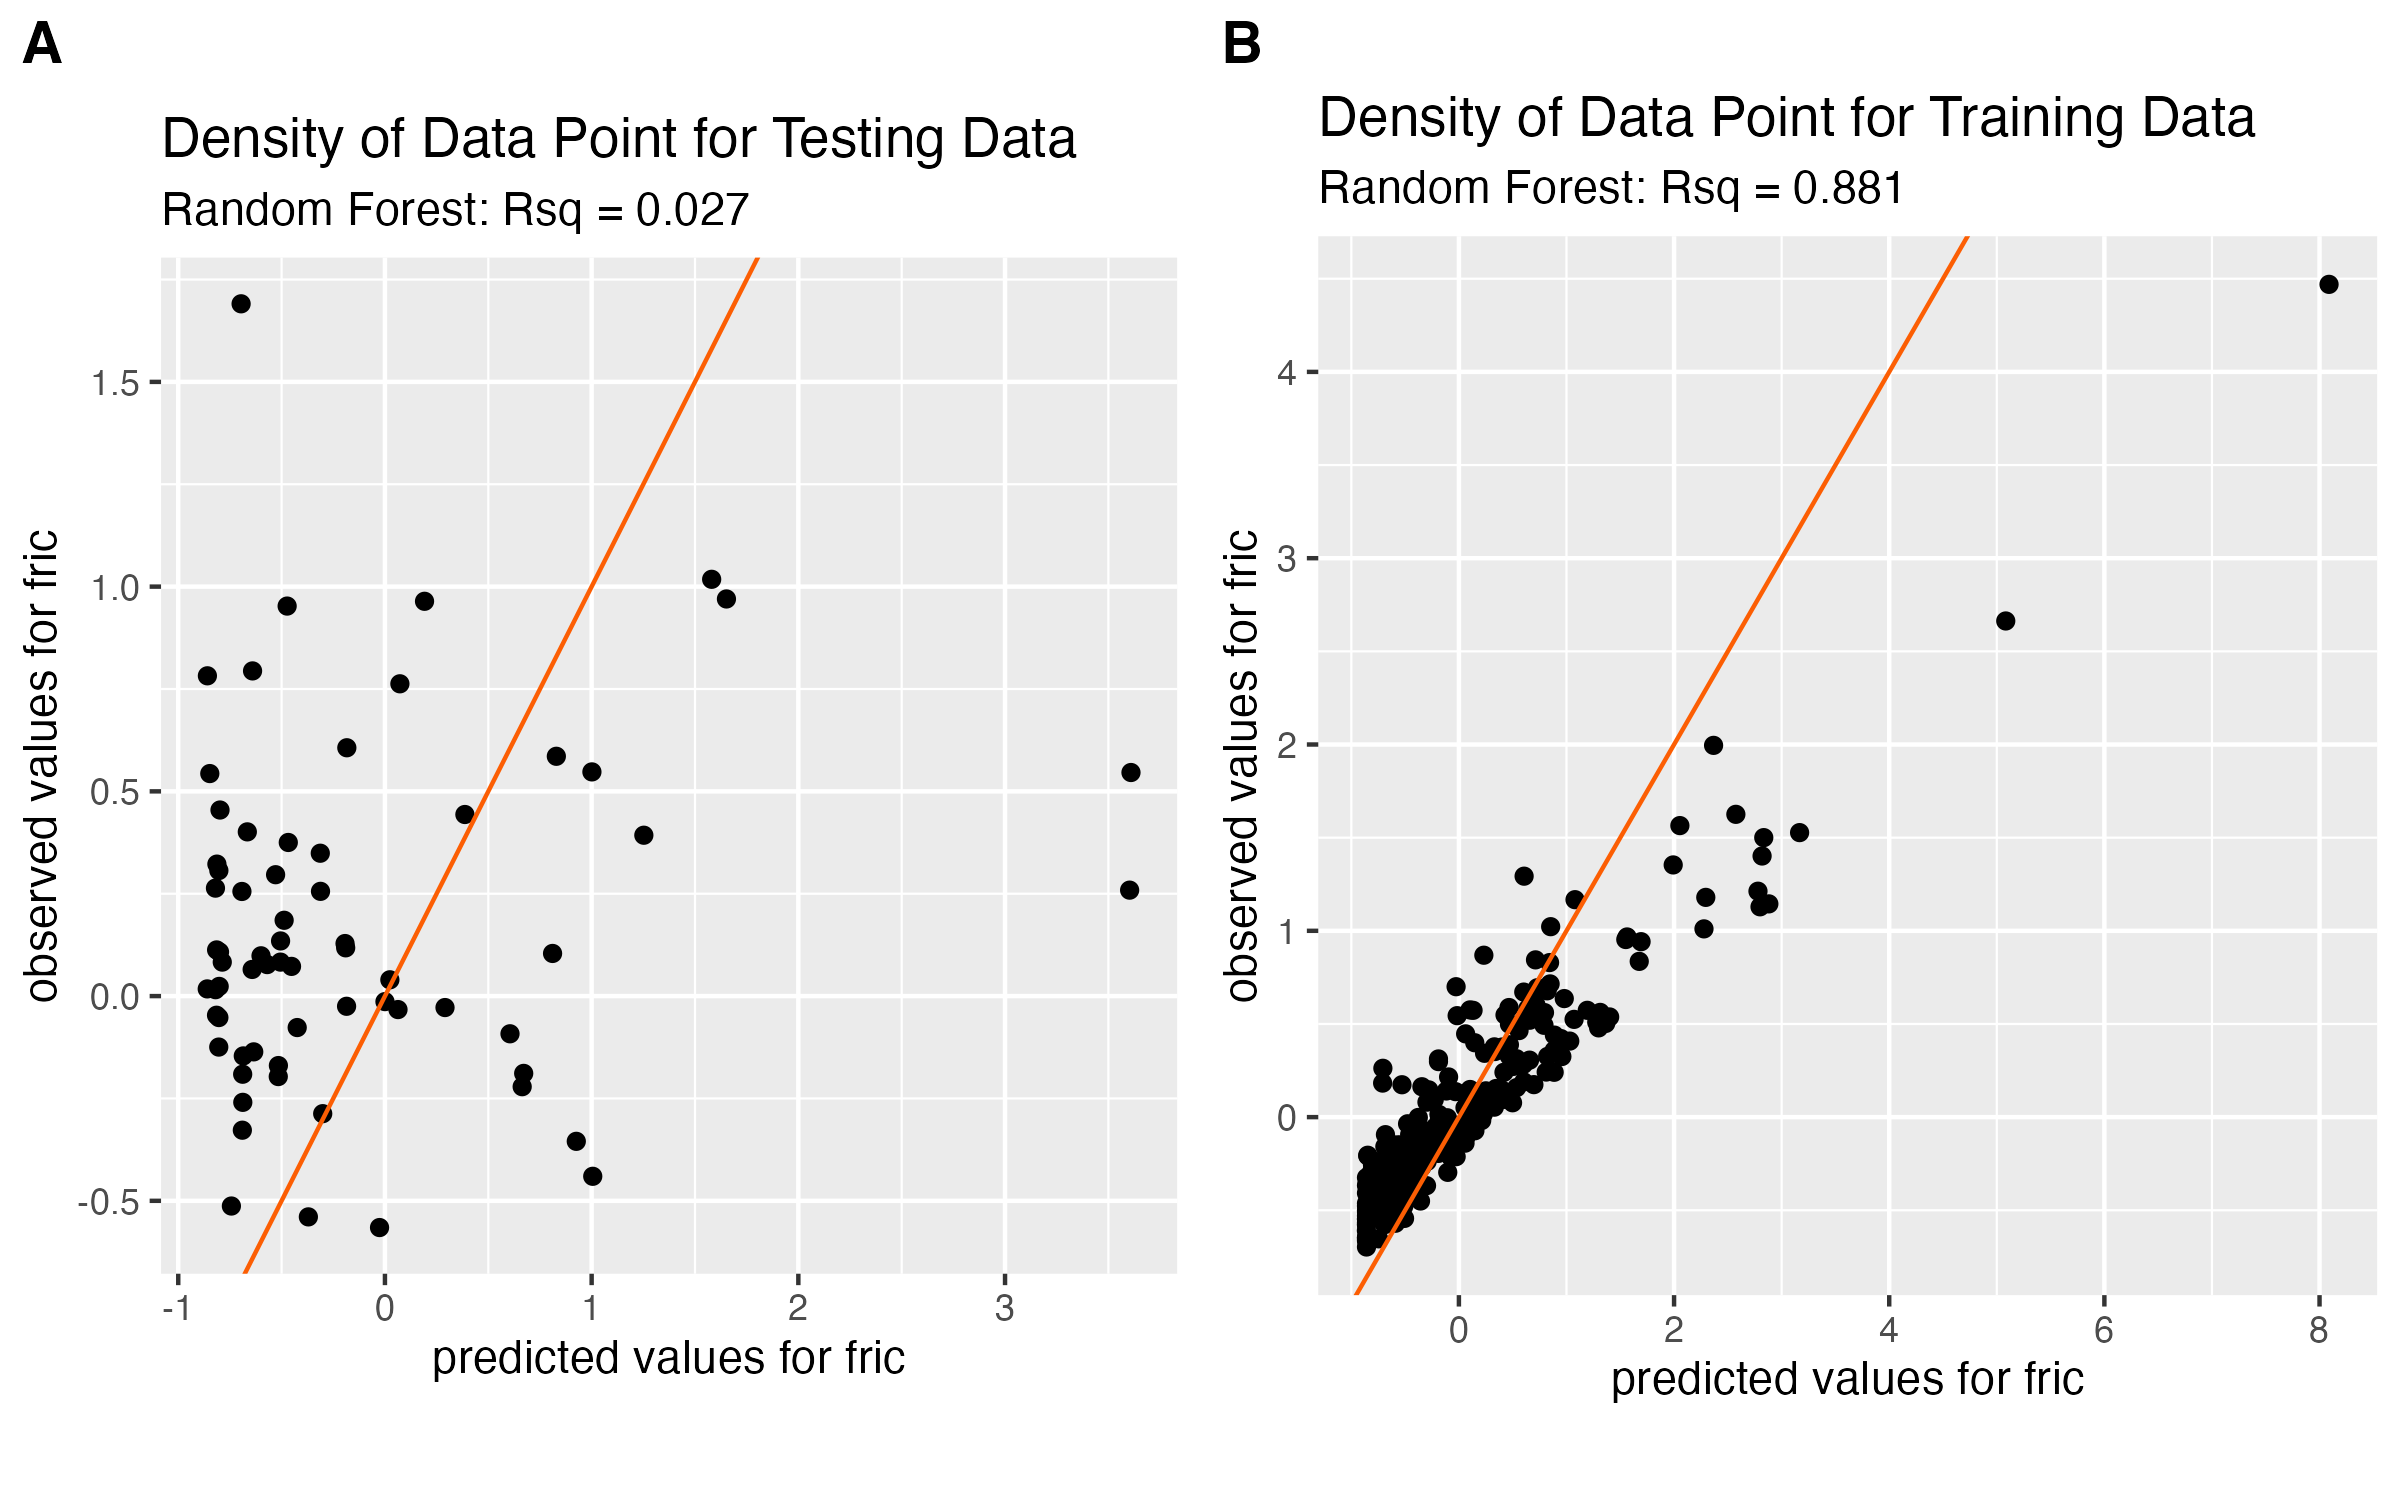 A
Density of Data Point for Testing Data
Random Forest: Rsq = 0.027
observed values for fric
1.5
1.0
0.5
0.0
-0.5
-1 0 1 2 3
predicted values for fric
B
Density of Data Point for Training Data
Random Forest: Rsq = 0.881
observed values for fric
4
3
2
1
0
0 2 4 6 8
predicted values for fric